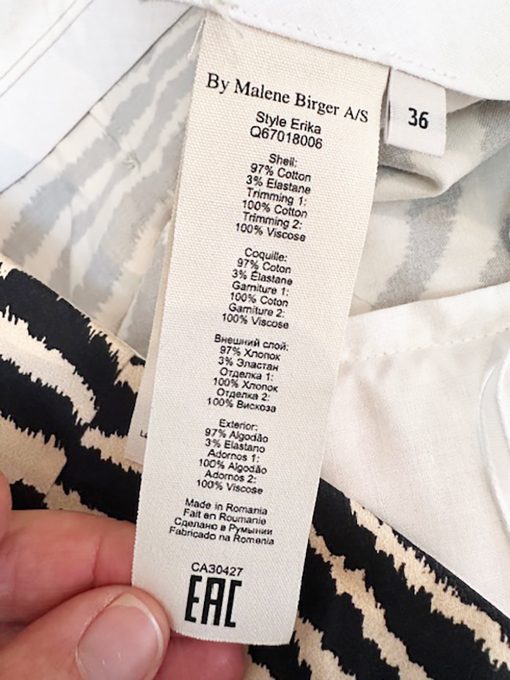 By Malene Birger A/S
Style Erika
Q67018006
Shell:
97% Cotton
3% Elastane
Trimming 1:
100% Cotton
Trimming 2:
100% Viscose
Coquille:
97% Coton
3% Élastane
Garniture 1:
100% Coton
Garniture 2:
100% Viscose
Внешний слой:
97% Хлопок
3% Эластан
Отделка 1:
100% Хлопок
Отделка 2:
100% Вискоза
Exterior:
97% Algodão
3% Elastano
Adornos 1:
100% Algodão
Adornos 2:
100% Viscose
Made in Romania
Fait en Roumanie
Сделано в Румынии
Fabricado na Romenia
CA30427
EAC
36